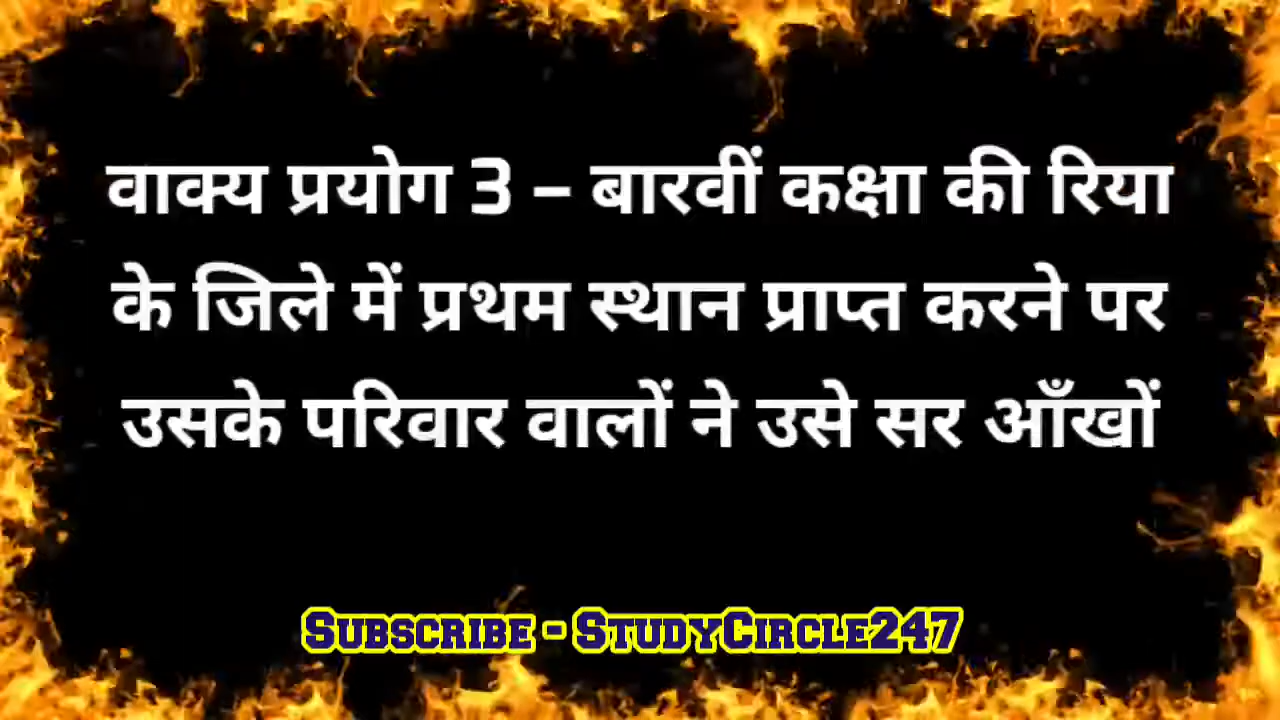 वाक्य प्रयोग 3 – बारवीं कक्षा की रिया
के जिले में प्रथम स्थान प्राप्त करने पर
उसके परिवार वालों ने उसे सर आँखों
Subscribe - StudyCircle247